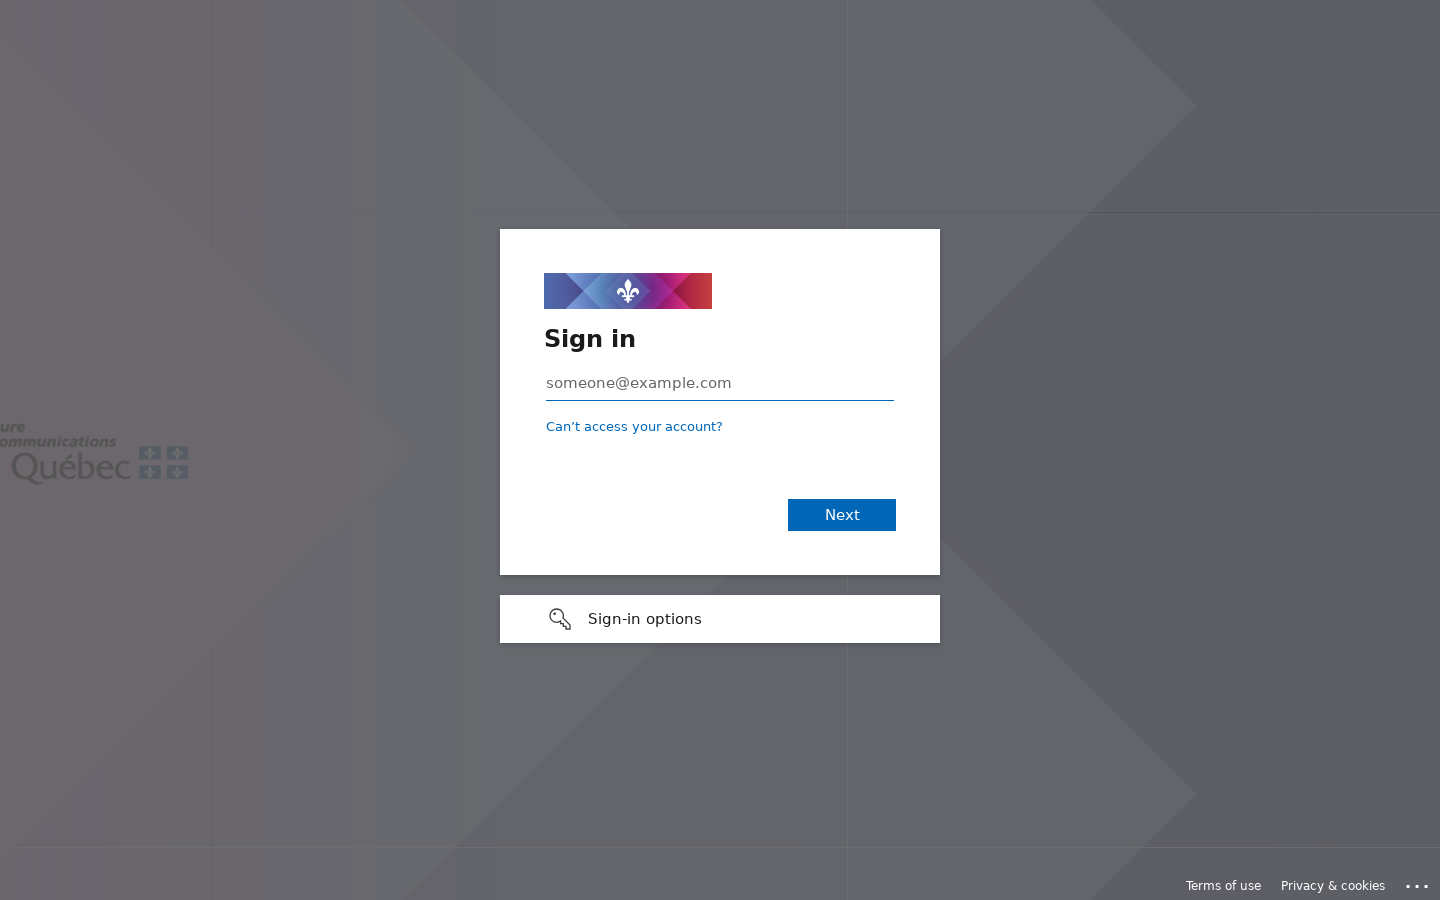 Sign in
someone@example.com
Can’t access your account?
Next
ure
ommunications
Québec
Sign-in options
Terms of use
Privacy & cookies
...